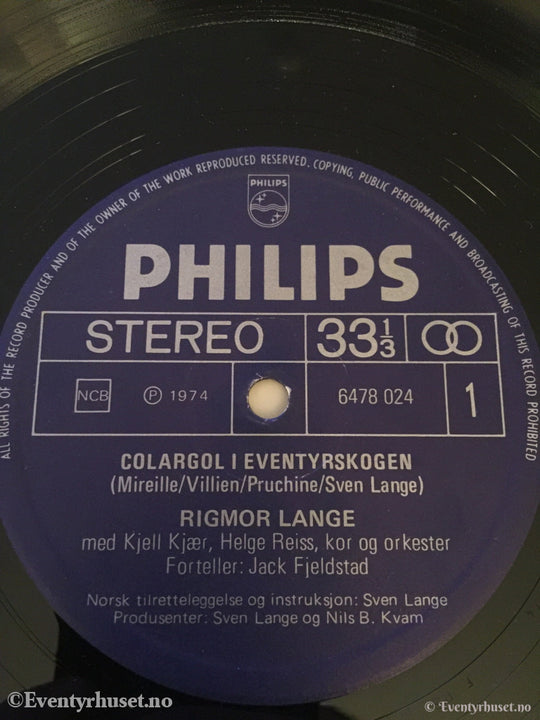 ALL RIGHTS OF THE RECORD PRODUCER AND OF THE OWNER OF THE WORK REPRODUCED RESERVED. COPYING, PUBLIC PERFORMANCE AND BROADCASTING OF THIS RECORD PROHIBITED
PHILIPS
PHILIPS
STEREO 33 1/3
NCB Ⓟ 1974 6478 024 1
COLARGOL I EVENTYRSKOGEN
(Mireille/Villien/Pruchine/Sven Lange)
RIGMOR LANGE
med Kjell Kjær, Helge Reiss, kor og orkester
Forteller: Jack Fjeldstad
Norsk tilretteleggelse og instruksjon: Sven Lange
Produsenter: Sven Lange og Nils B. Kvam
©Eventyrhuset.no
© Eventyrhuset.no